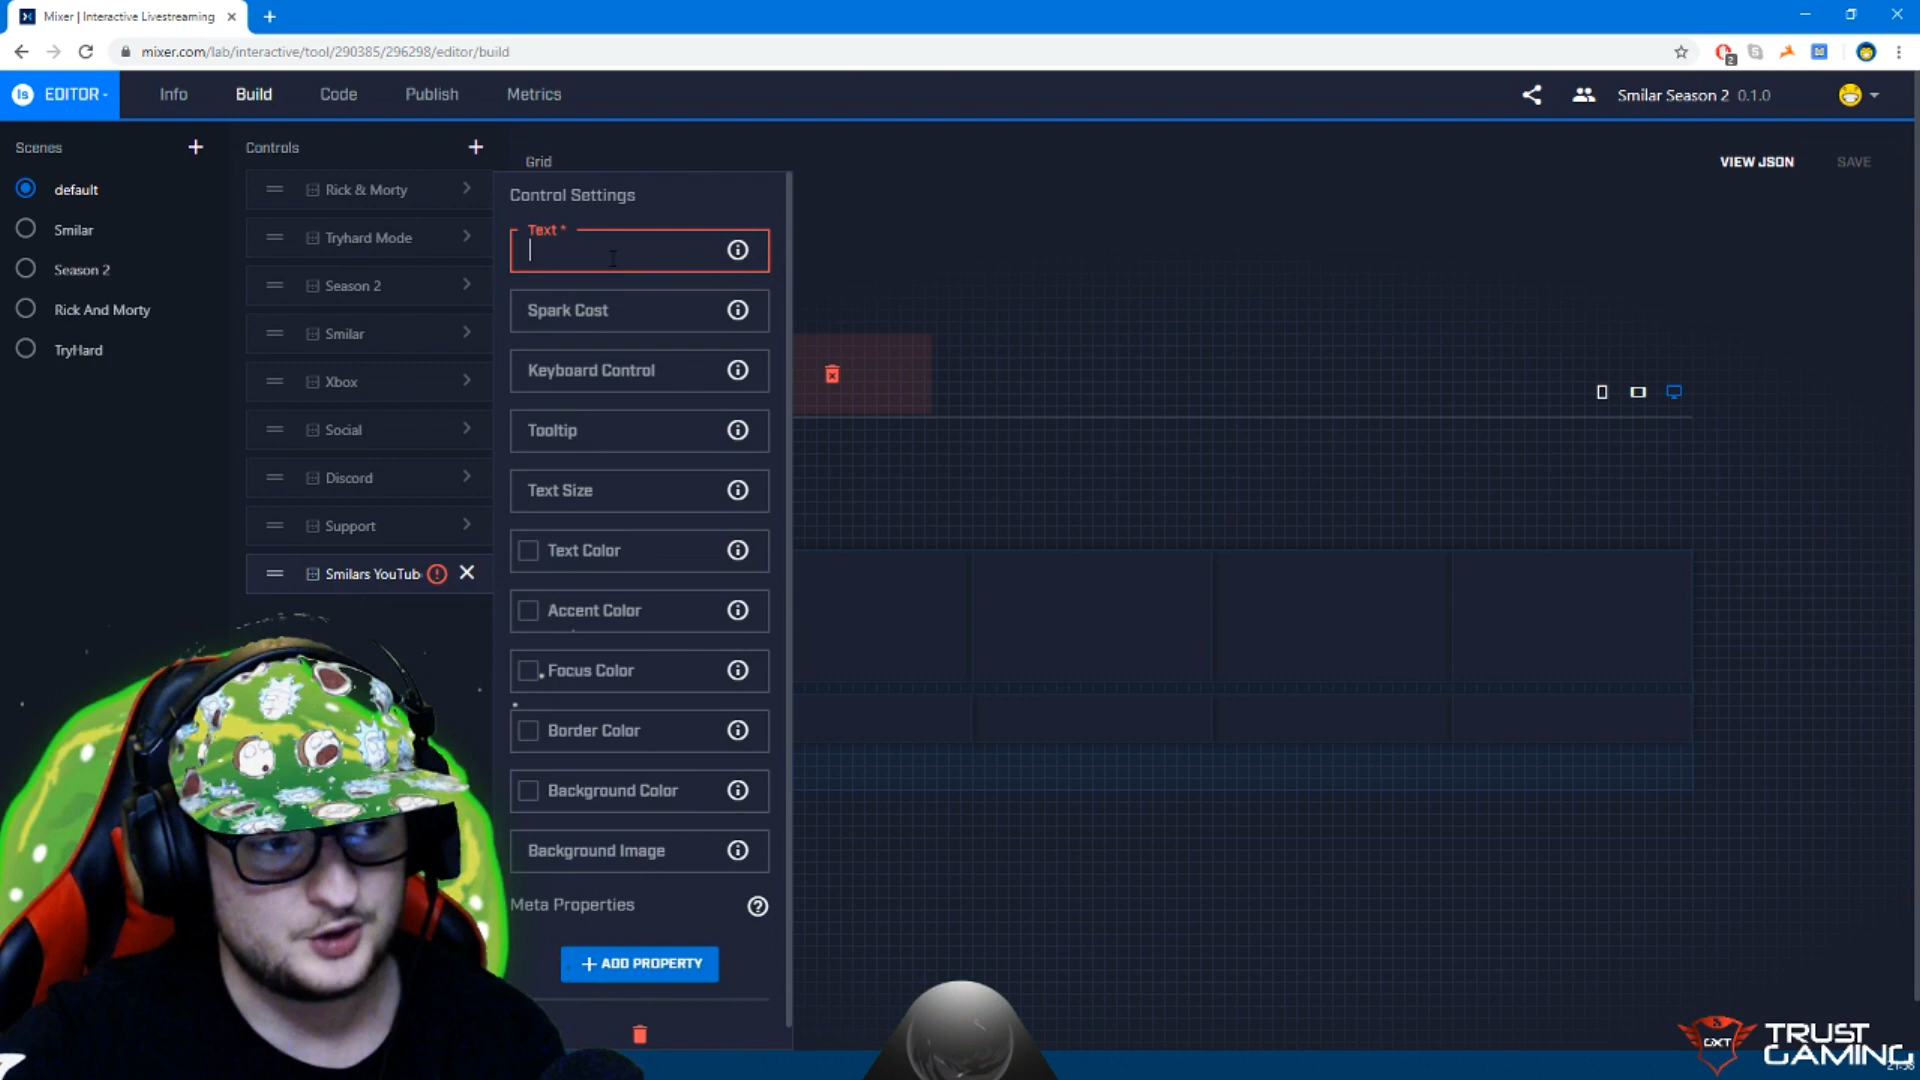 Mixer | Interactive Livestreaming
mixer.com/lab/interactive/tool/290385/296298/editor/build
2
EDITOR
Info
Build
Code
Publish
Metrics
Smilar Season 2 0.1.0
Scenes
default
Smilar
Season 2
Rick And Morty
TryHard
Controls
Rick & Morty
Tryhard Mode
Season 2
Smilar
Xbox
Social
Discord
Support
Smilars YouTub
Grid
VIEW JSON
SAVE
Control Settings
Text *
Spark Cost
Keyboard Control
Tooltip
Text Size
Text Color
Accent Color
Focus Color
Border Color
Background Color
Background Image
Meta Properties
+ ADD PROPERTY
GXT
TRUST
GAMING